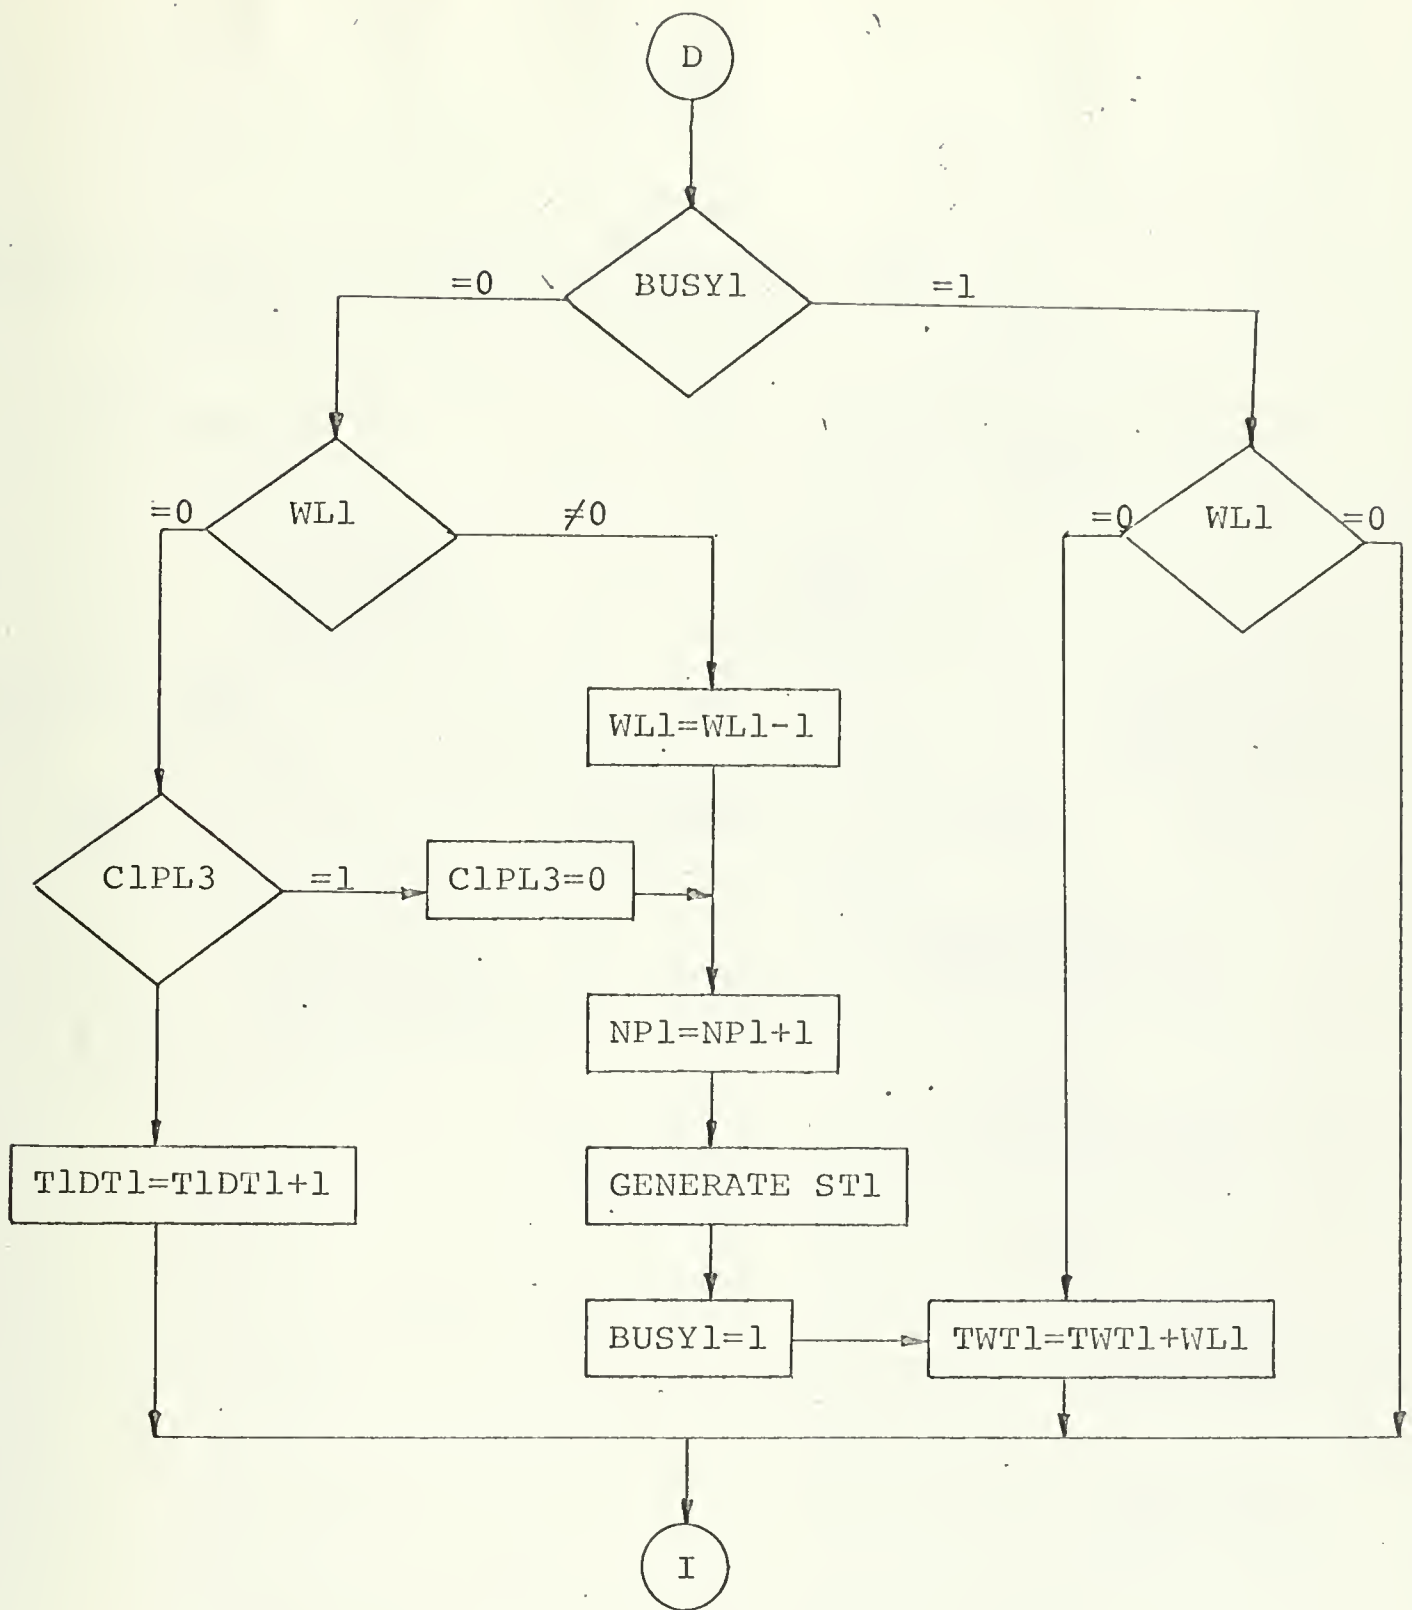 D
BUSY1
=0
=1
WL1
=0
≠0
WL1
=0
=0
WL1=WL1-1
C1PL3
=1
C1PL3=0
NP1=NP1+1
T1DT1=T1DT1+1
GENERATE ST1
BUSY1=1
TWT1=TWT1+WL1
I